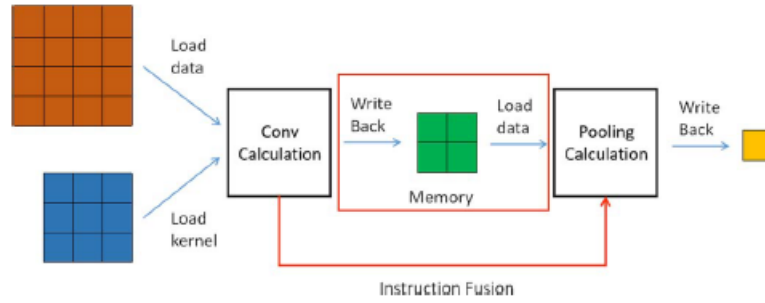 Load
data
Load
kernel
Conv
Calculation
Write
Back
Load
data
Memory
Pooling
Calculation
Write
Back
Instruction Fusion